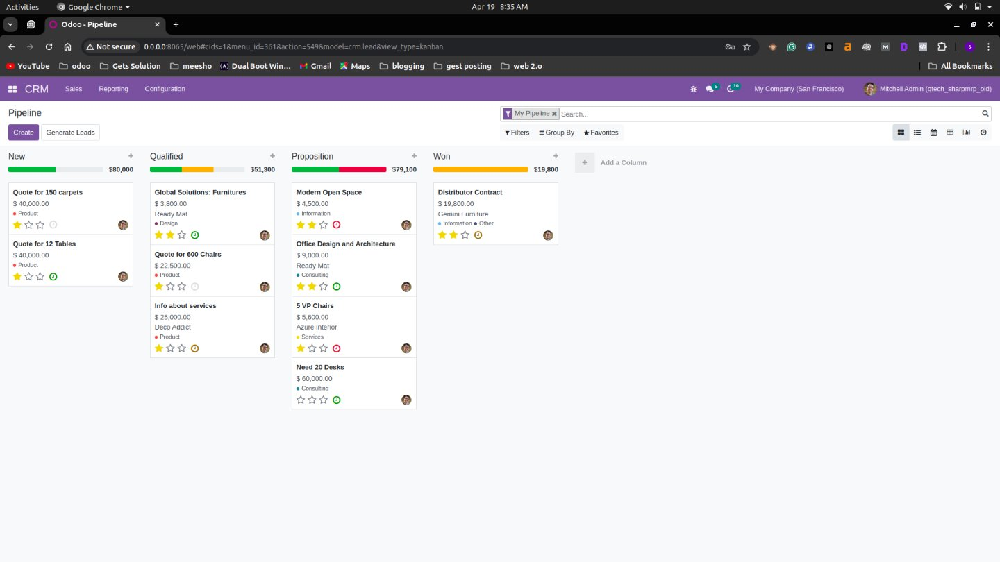 Activities Google Chrome Apr 19 8:35 AM
Odoo - Pipeline
Not secure 0.0.0.0:8065/web#cids=1&menu_id=361&action=549&model=crm.lead&view_type=kanban
YouTube odoo Gets Solution meesho Dual Boot Win... Gmail Maps blogging gest posting web 2.o All Bookmarks
CRM Sales Reporting Configuration 5 10 My Company (San Francisco) Mitchell Admin (qtech_sharpmrp_old)
Pipeline My Pipeline Search...
Create Generate Leads Filters Group By Favorites
New
$80,000
Quote for 150 carpets
$ 40,000.00
Product
Quote for 12 Tables
$ 40,000.00
Product
Qualified
$51,300
Global Solutions: Furnitures
$ 3,800.00
Ready Mat
Design
Quote for 600 Chairs
$ 22,500.00
Product
Info about services
$ 25,000.00
Deco Addict
Product
Proposition
$79,100
Modern Open Space
$ 4,500.00
Information
Office Design and Architecture
$ 9,000.00
Ready Mat
Consulting
5 VP Chairs
$ 5,600.00
Azure Interior
Services
Need 20 Desks
$ 60,000.00
Consulting
Won
$19,800
Distributor Contract
$ 19,800.00
Gemini Furniture
Information Other
Add a Column